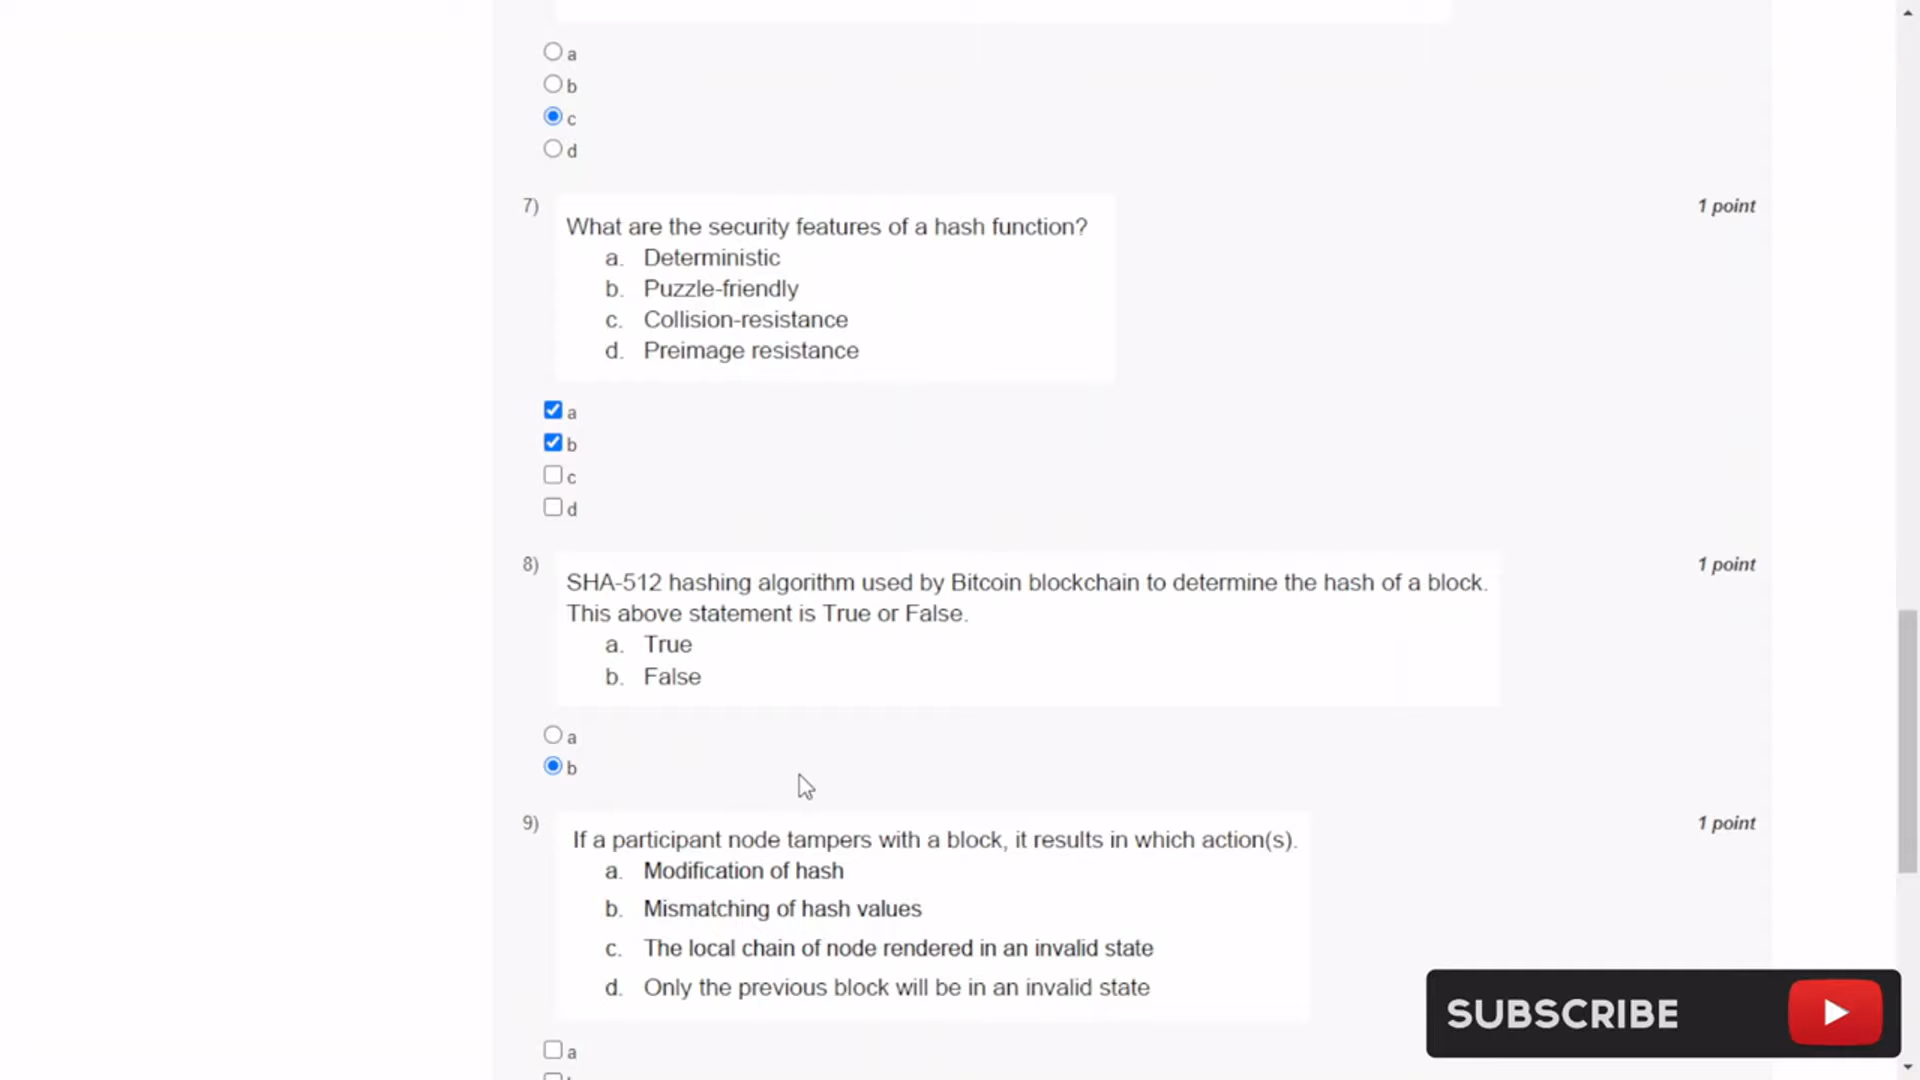 a
b
c
d
7)
1 point
What are the security features of a hash function?
a. Deterministic
b. Puzzle-friendly
c. Collision-resistance
d. Preimage resistance
a
b
c
d
8)
1 point
SHA-512 hashing algorithm used by Bitcoin blockchain to determine the hash of a block.
This above statement is True or False.
a. True
b. False
a
b
9)
1 point
If a participant node tampers with a block, it results in which action(s).
a. Modification of hash
b. Mismatching of hash values
c. The local chain of node rendered in an invalid state
d. Only the previous block will be in an invalid state
SUBSCRIBE
a